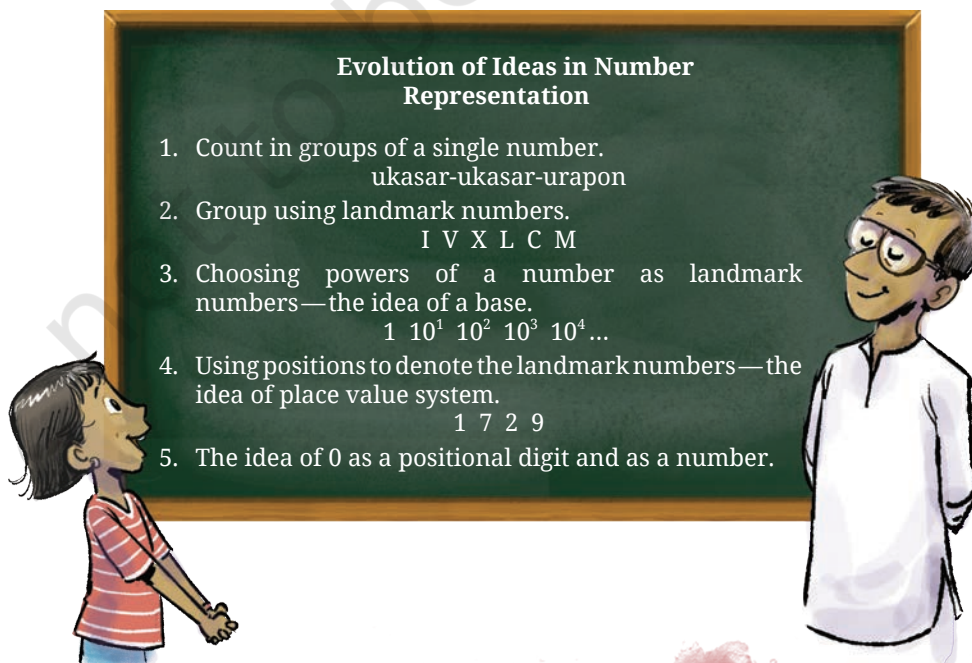 Evolution of Ideas in Number
Representation
1. Count in groups of a single number.
ukasar-ukasar-urapon
2. Group using landmark numbers.
I V X L C M
3. Choosing powers of a number as landmark
numbers—the idea of a base.
1 10¹ 10² 10³ 10⁴...
4. Using positions to denote the landmark numbers—the
idea of place value system.
1 7 2 9
5. The idea of 0 as a positional digit and as a number.